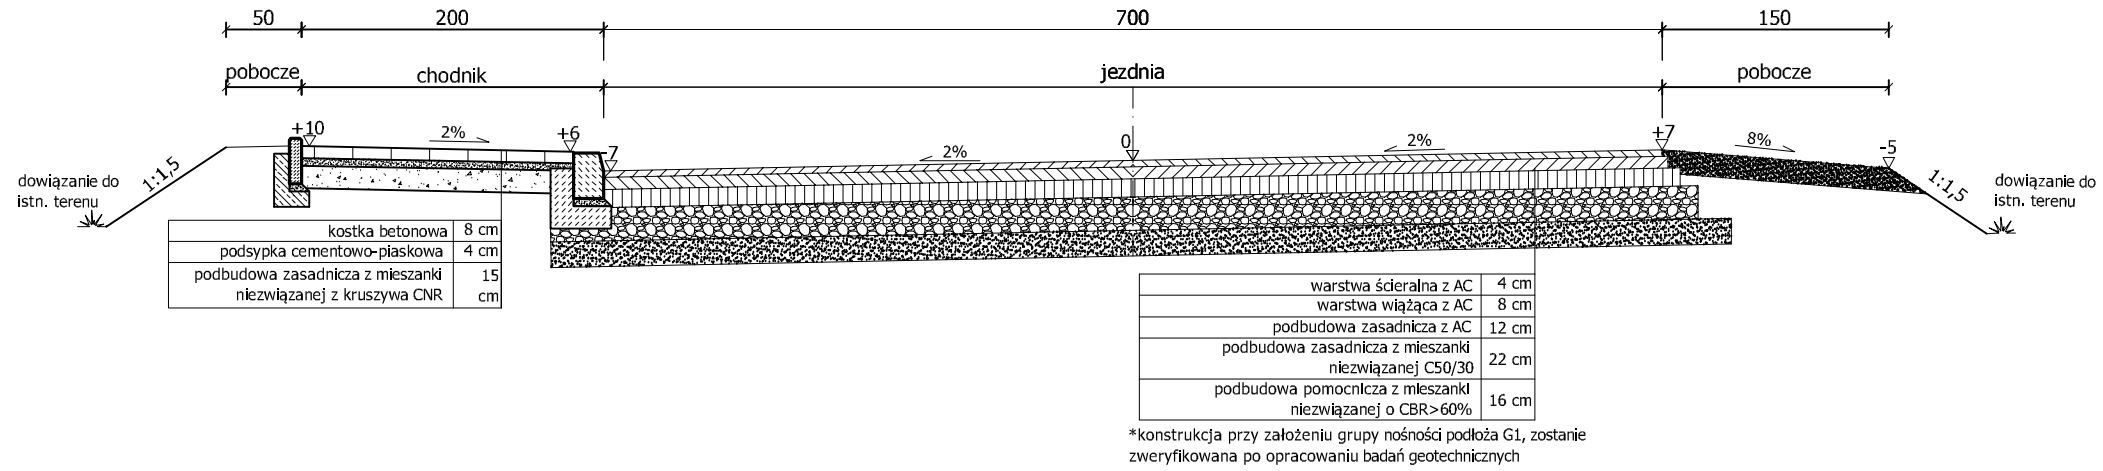 50 200 700 150
pobocze chodnik jezdnia pobocze
+10 2% +6 -7 2% 0 2% +7 8% -5
1:1,5 1:1,5
dowiązanie do
istn. terenu
dowiązanie do
istn. terenu
kostka betonowa 8 cm
podsypka cementowo-piaskowa 4 cm
podbudowa zasadnicza z mieszanki 15
niezwiązanej z kruszywa CNR cm
warstwa ścieralna z AC 4 cm
warstwa wiążąca z AC 8 cm
podbudowa zasadnicza z AC 12 cm
podbudowa zasadnicza z mieszanki
niezwiązanej C50/30 22 cm
podbudowa pomocnicza z mieszanki
niezwiązanej o CBR>60% 16 cm
*konstrukcja przy założeniu grupy nośności podłoża G1, zostanie
zweryfikowana po opracowaniu badań geotechnicznych